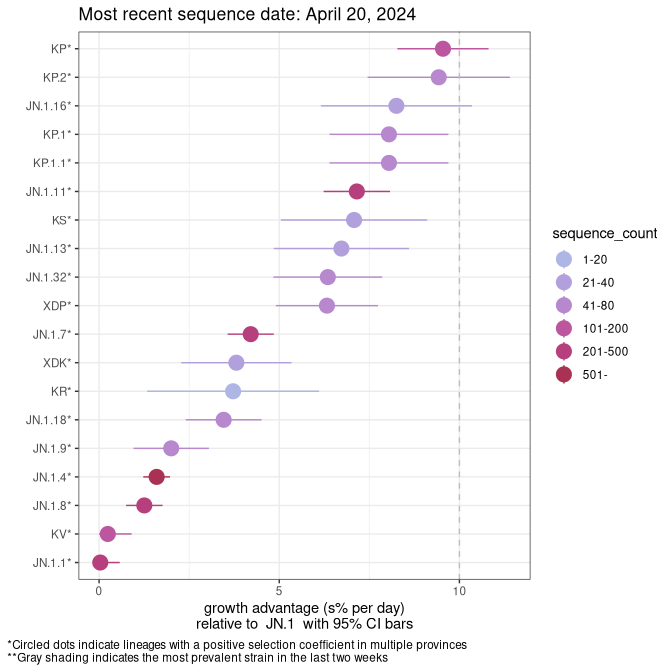 Most recent sequence date: April 20, 2024
KP*
KP.2*
JN.1.16*
KP.1*
KP.1.1*
JN.1.11*
KS*
JN.1.13*
JN.1.32*
XDP*
JN.1.7*
XDK*
KR*
JN.1.18*
JN.1.9*
JN.1.4*
JN.1.8*
KV*
JN.1.1*
0 5 10
growth advantage (s% per day)
relative to JN.1 with 95% CI bars
sequence_count
1-20
21-40
41-80
101-200
201-500
501-
*Circled dots indicate lineages with a positive selection coefficient in multiple provinces
**Gray shading indicates the most prevalent strain in the last two weeks